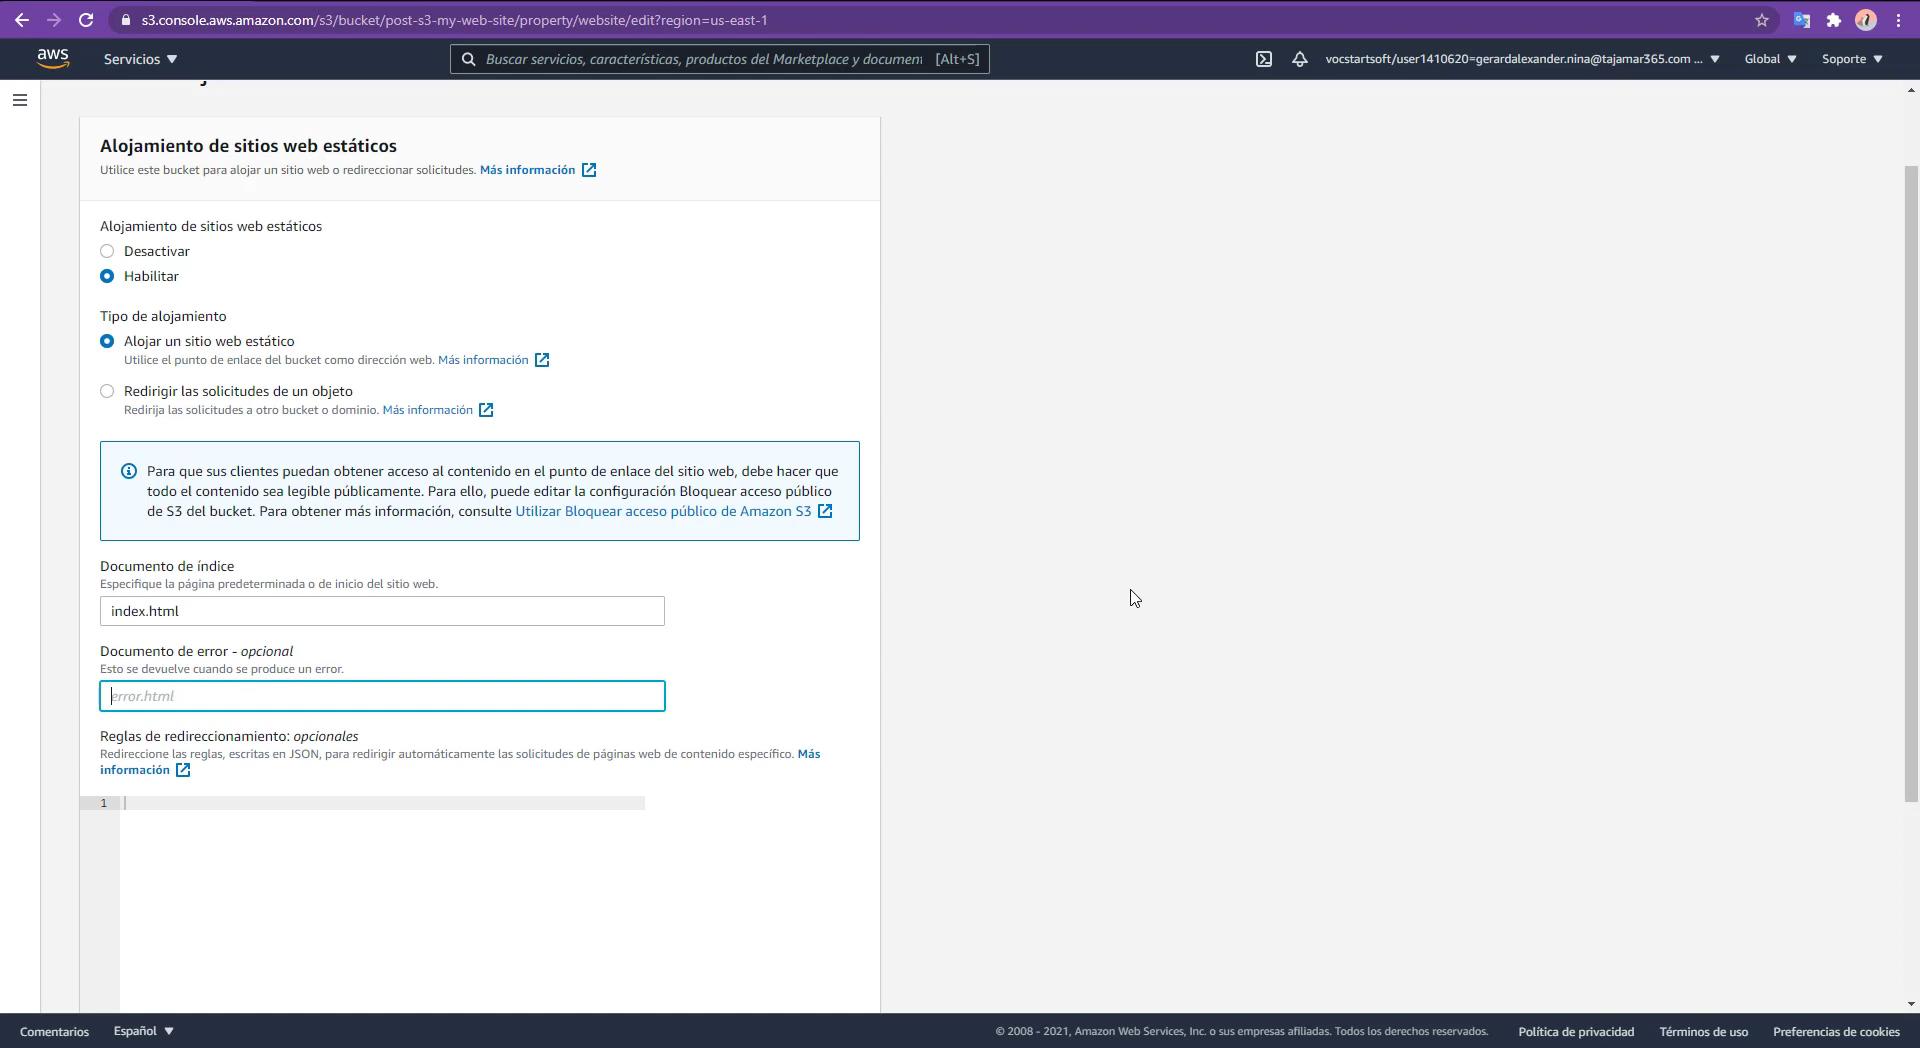 s3.console.aws.amazon.com/s3/bucket/post-s3-my-web-site/property/website/edit?region=us-east-1
aws
Servicios
Buscar servicios, características, productos del Marketplace y document
[Alt+S]
vocstartsoft/user1410620=gerardalexander.nina@tajamar365.com ...
Global
Soporte
Alojamiento de sitios web estáticos
Utilice este bucket para alojar un sitio web o redireccionar solicitudes. Más información
Alojamiento de sitios web estáticos
Desactivar
Habilitar
Tipo de alojamiento
Alojar un sitio web estático
Utilice el punto de enlace del bucket como dirección web. Más información
Redirigir las solicitudes de un objeto
Redirija las solicitudes a otro bucket o dominio. Más información
Para que sus clientes puedan obtener acceso al contenido en el punto de enlace del sitio web, debe hacer que
todo el contenido sea legible públicamente. Para ello, puede editar la configuración Bloquear acceso público
de S3 del bucket. Para obtener más información, consulte Utilizar Bloquear acceso público de Amazon S3
Documento de índice
Especifique la página predeterminada o de inicio del sitio web.
index.html
Documento de error - opcional
Esto se devuelve cuando se produce un error.
error.html
Reglas de redireccionamiento: opcionales
Redireccione las reglas, escritas en JSON, para redirigir automáticamente las solicitudes de páginas web de contenido específico. Más
información
1
Comentarios
Español
© 2008 - 2021, Amazon Web Services, Inc. o sus empresas afiliadas. Todos los derechos reservados.
Política de privacidad
Términos de uso
Preferencias de cookies